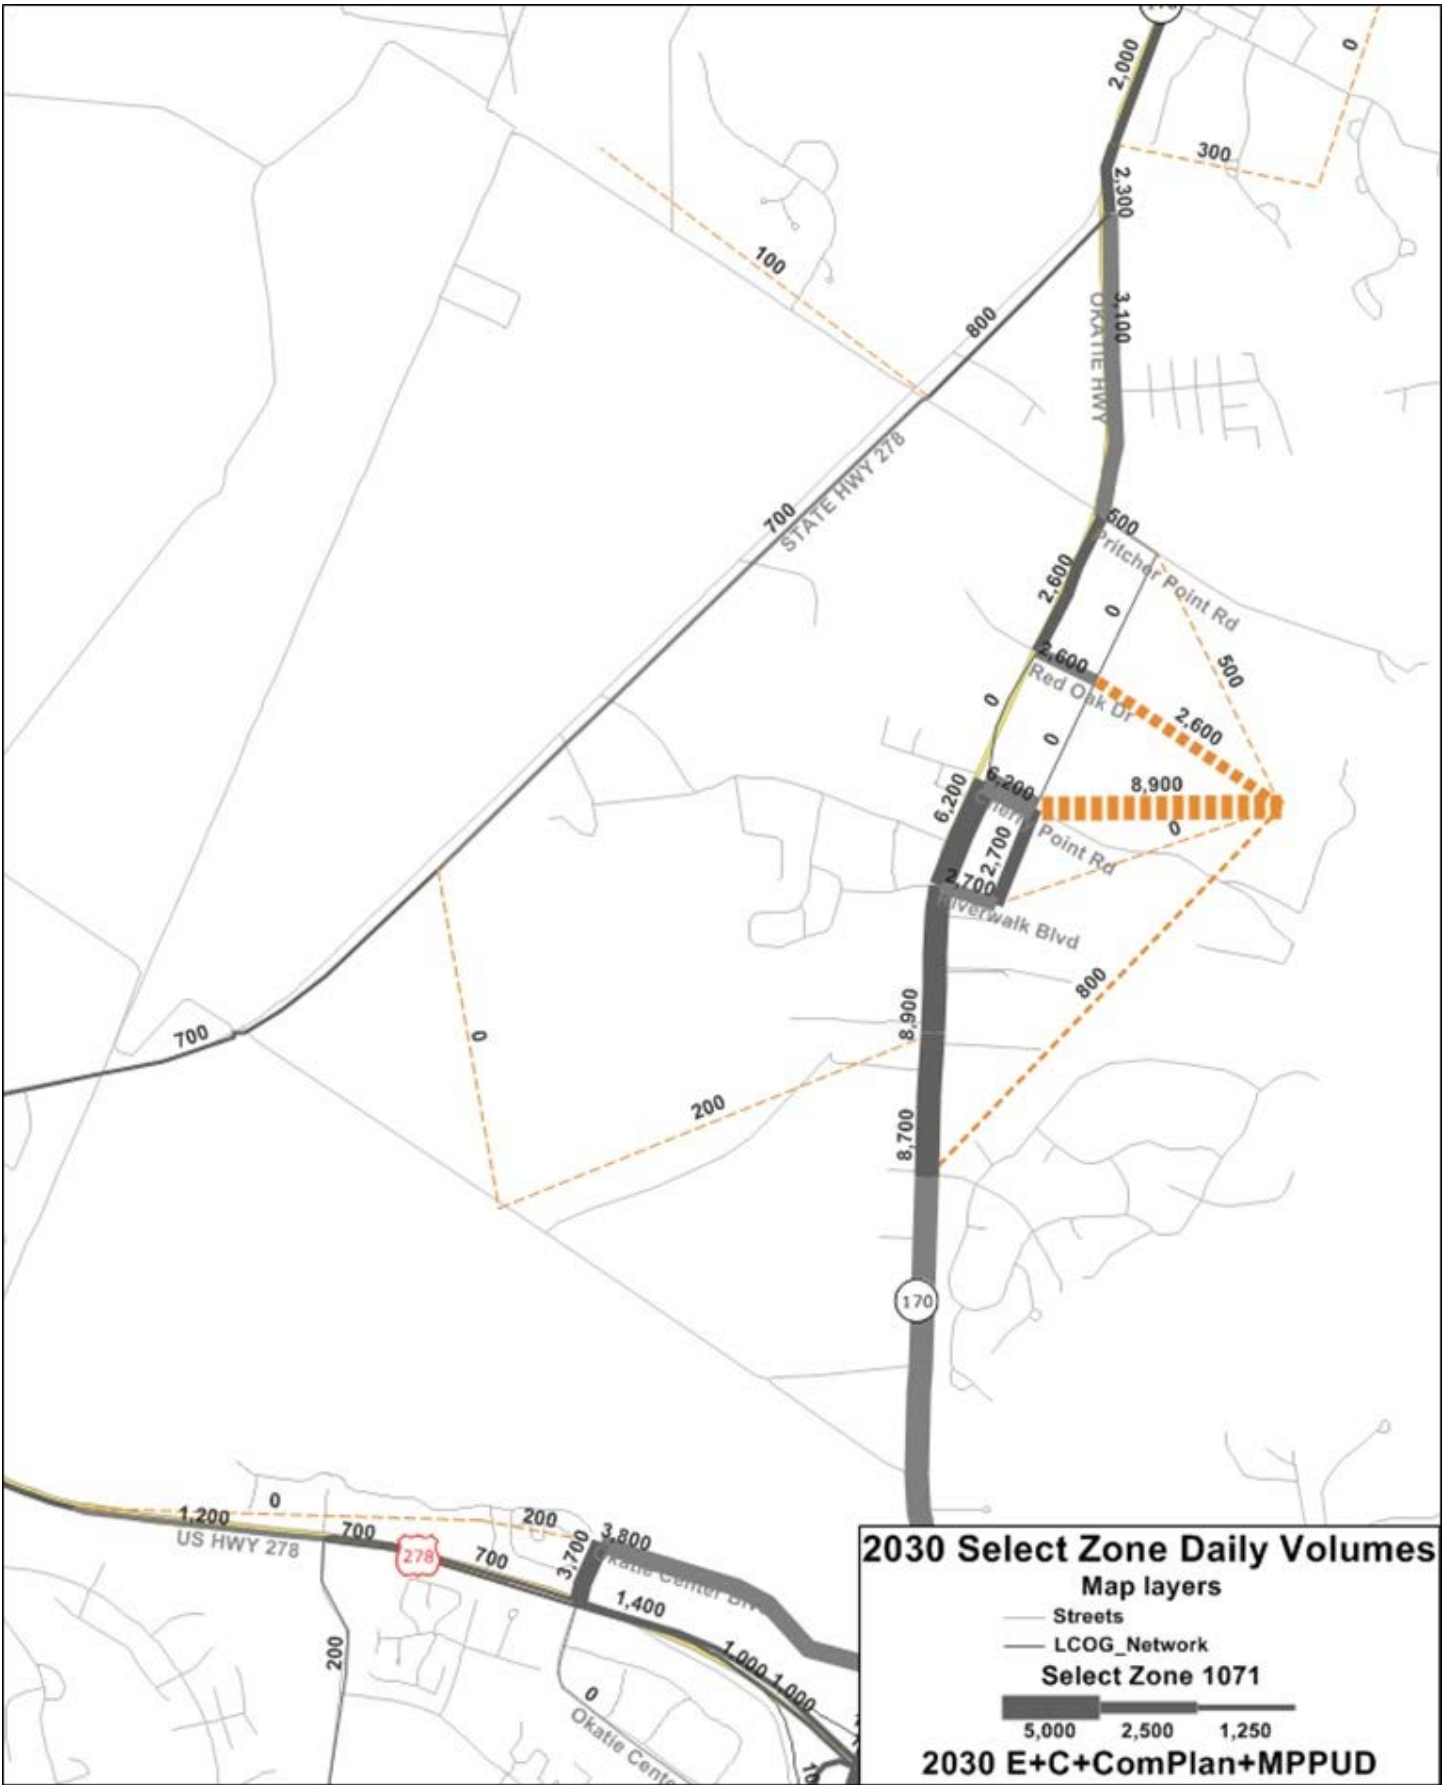 2,000
0
300
2,300
100
3,100
OKATIE HWY
800
STATE HWY 278
700
500
Pritcher Point Rd
2,600
0
2,600
Red Oak Dr
500
0
0
2,600
6,200
6,200
8,900
Cherry Point Rd
0
2,700
2,700
Riverwalk Blvd
800
8,900
700
0
200
8,700
170
0
1,200
US HWY 278
700
278
700
200
3,700
3,800
1,400
1,000
1,000
200
0
Okatie Cente
2030 Select Zone Daily Volumes
Map layers
Streets
LCOG_Network
Select Zone 1071
5,000 2,500 1,250
2030 E+C+ComPlan+MPPUD